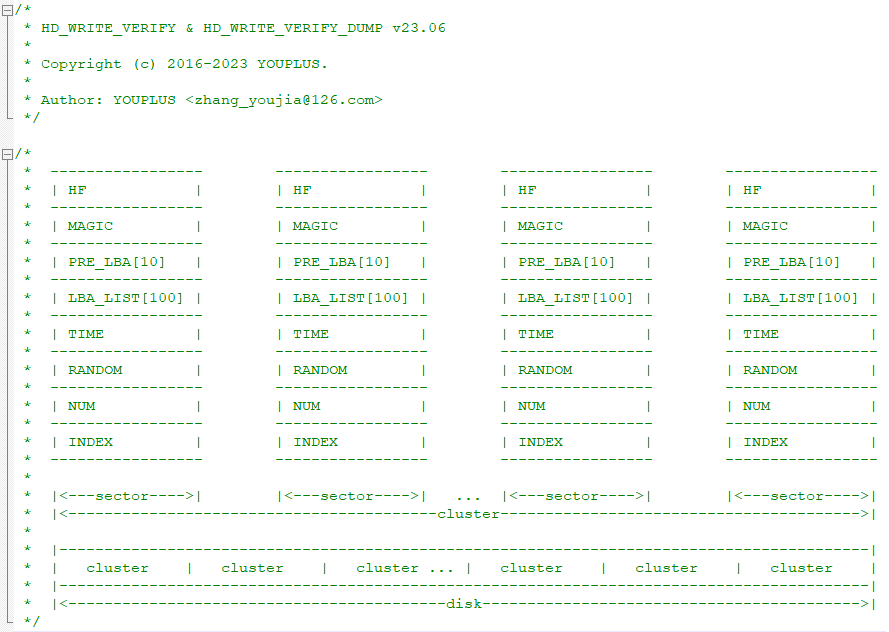 /*
 * HD_WRITE_VERIFY & HD_WRITE_VERIFY_DUMP v23.06
 *
 * Copyright (c) 2016-2023 YOUPLUS.
 *
 * Author: YOUPLUS <zhang_youjia@126.com>
 */

/*
 *  -----------------        -----------------        -----------------        -----------------
 *  | HF            |        | HF            |        | HF            |        | HF            |
 *  -----------------        -----------------        -----------------        -----------------
 *  | MAGIC         |        | MAGIC         |        | MAGIC         |        | MAGIC         |
 *  -----------------        -----------------        -----------------        -----------------
 *  | PRE_LBA[10]   |        | PRE_LBA[10]   |        | PRE_LBA[10]   |        | PRE_LBA[10]   |
 *  -----------------        -----------------        -----------------        -----------------
 *  | LBA_LIST[100] |        | LBA_LIST[100] |        | LBA_LIST[100] |        | LBA_LIST[100] |
 *  -----------------        -----------------        -----------------        -----------------
 *  | TIME          |        | TIME          |        | TIME          |        | TIME          |
 *  -----------------        -----------------        -----------------        -----------------
 *  | RANDOM        |        | RANDOM        |        | RANDOM        |        | RANDOM        |
 *  -----------------        -----------------        -----------------        -----------------
 *  | NUM           |        | NUM           |        | NUM           |        | NUM           |
 *  -----------------        -----------------        -----------------        -----------------
 *  | INDEX         |        | INDEX         |        | INDEX         |        | INDEX         |
 *  -----------------        -----------------        -----------------        -----------------
 *
 *  |<---sector---->|        |<---sector---->|   ...  |<---sector---->|        |<---sector---->|
 *  |<-----------------------------------------cluster---------------------------------------->|
 *
 *  |------------------------------------------------------------------------------------------|
 *  |   cluster    |   cluster    |   cluster ... |   cluster    |   cluster    |   cluster    |
 *  |------------------------------------------------------------------------------------------|
 *  |<------------------------------------------disk------------------------------------------>|
 */